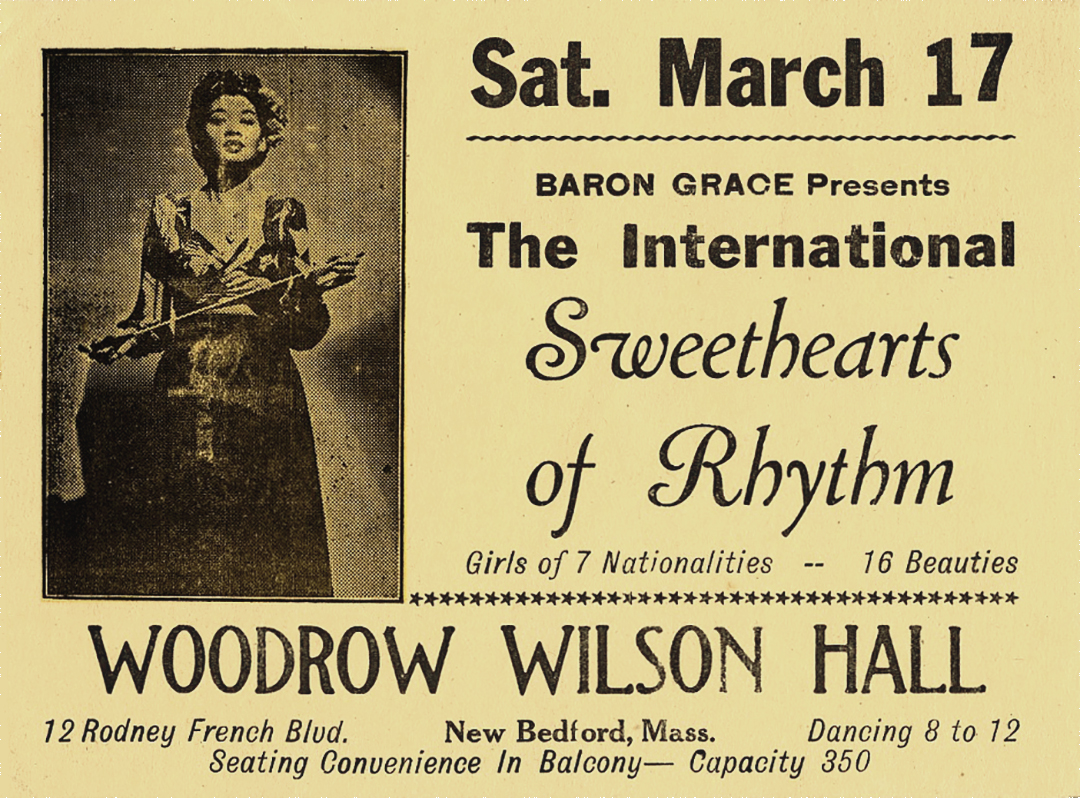 Sat. March 17
BARON GRACE Presents
The International
Sweethearts
of Rhythm
Girls of 7 Nationalities -- 16 Beauties
WOODROW WILSON HALL
12 Rodney French Blvd. New Bedford, Mass. Dancing 8 to 12
Seating Convenience In Balcony— Capacity 350